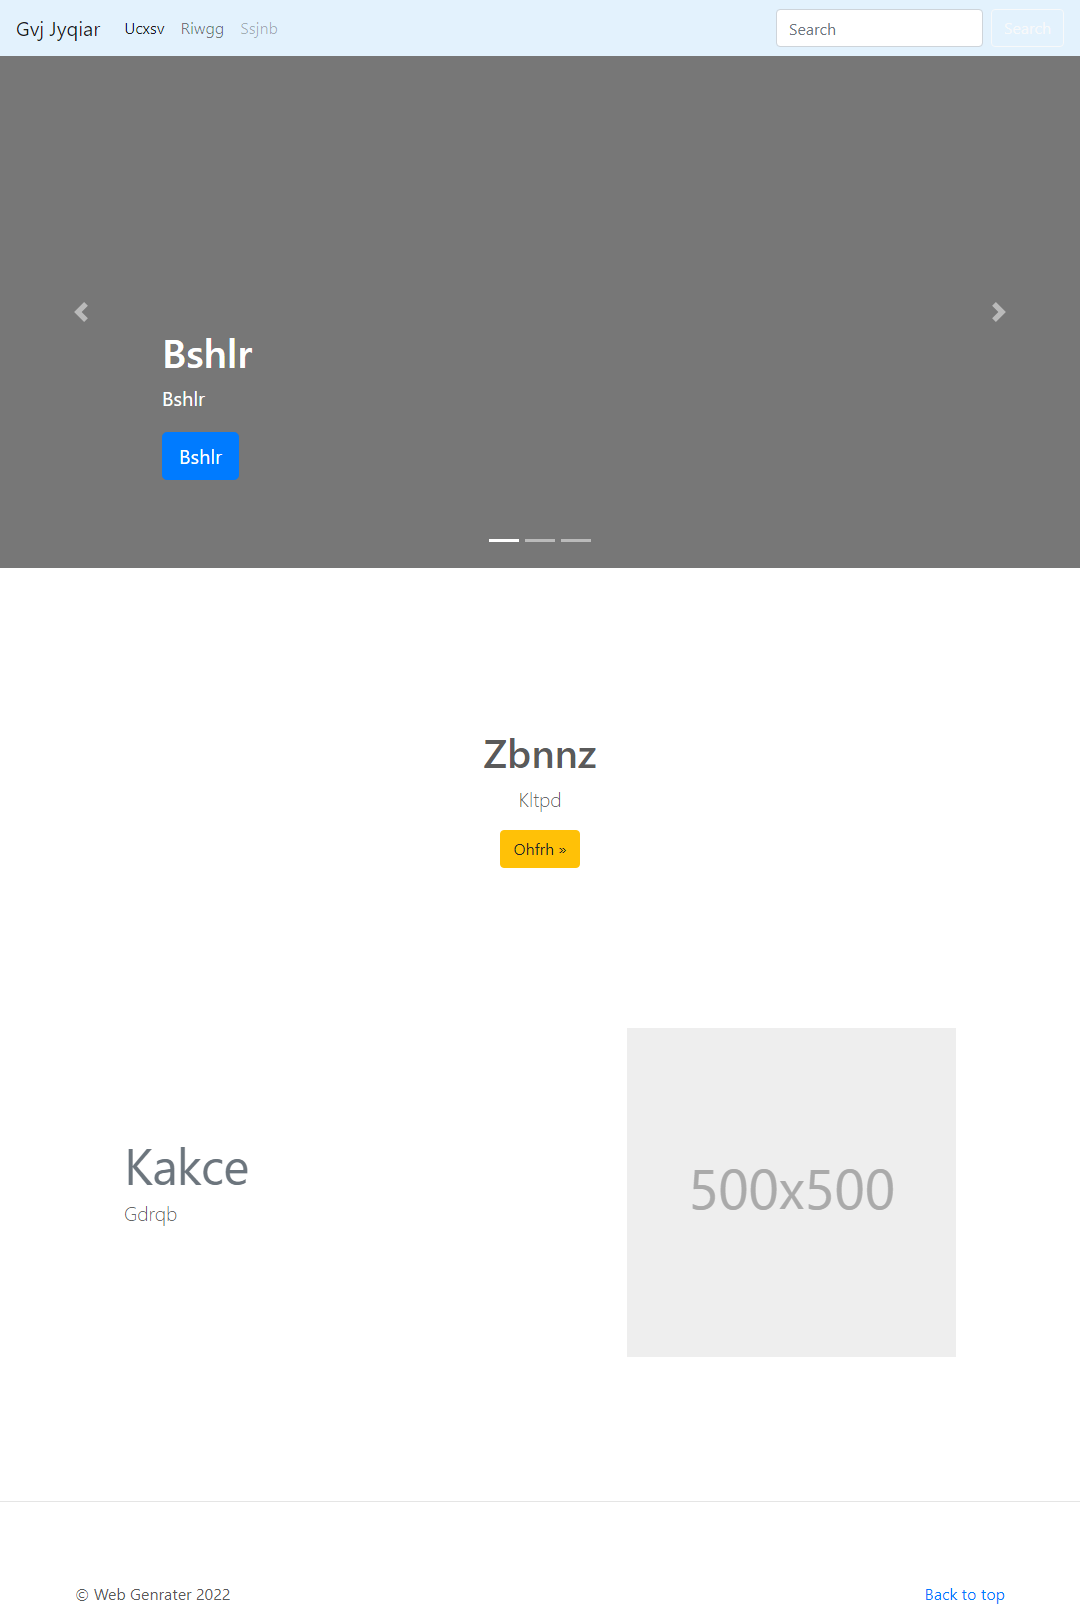 Gvj Jyqiar Ucxsv Riwgg Ssjnb Search Search
Bshlr
Bshlr
Bshlr
Zbnnz
Kltpd
Ohfrh »
Kakce
Gdrqb
500x500
© Web Genrater 2022 Back to top